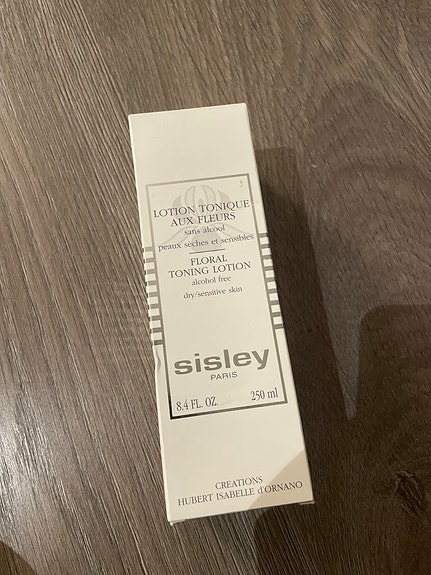 LOTION TONIQUE
AUX FLEURS
sans alcool
peaux sèches et sensibles
FLORAL
TONING LOTION
alcohol free
dry/sensitive skin
sisley
PARIS
8.4 FL. OZ. 250 ml
CREATIONS
HUBERT ISABELLE d'ORNANO